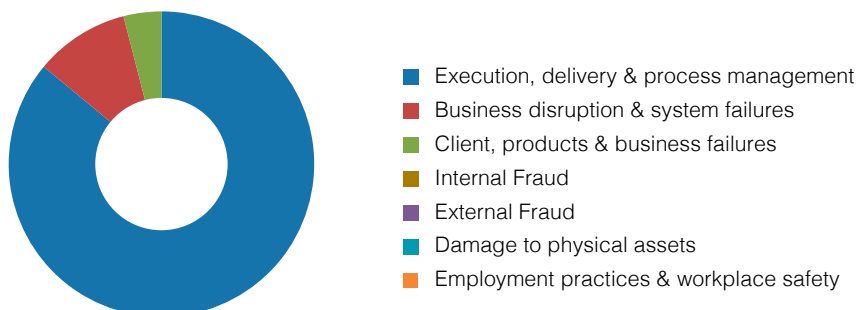 Execution, delivery & process management
Business disruption & system failures
Client, products & business failures
Internal Fraud
External Fraud
Damage to physical assets
Employment practices & workplace safety